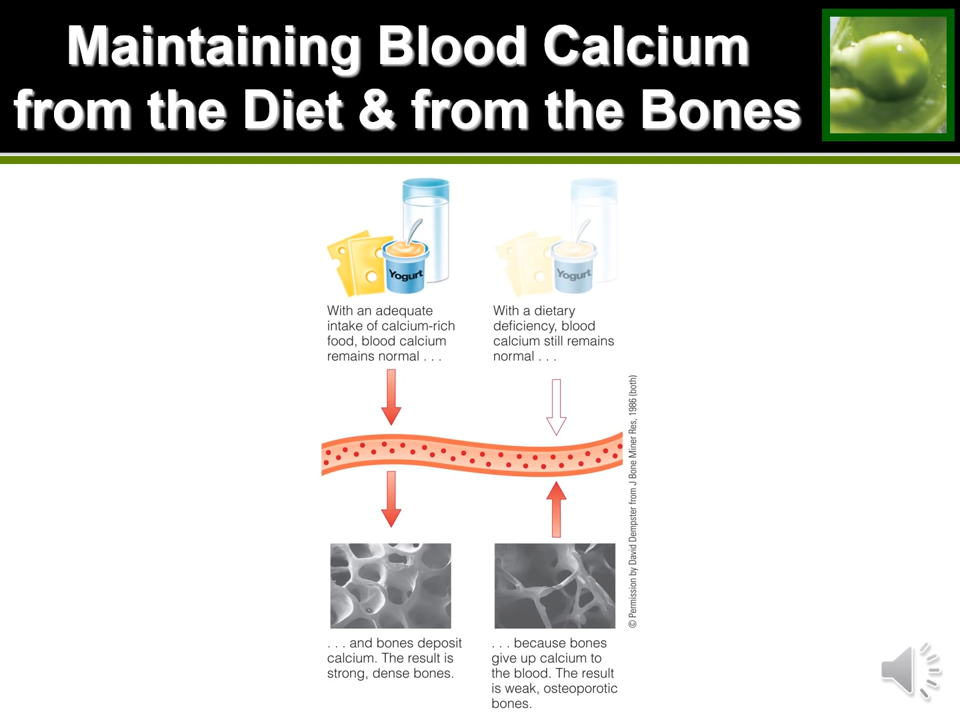 Maintaining Blood Calcium
from the Diet & from the Bones
Yogurt
Yogurt
With an adequate
intake of calcium-rich
food, blood calcium
remains normal . . .
With a dietary
deficiency, blood
calcium still remains
normal . . .
© Permission by David Dempster from J Bone Miner Res, 1986 (both)
. . . and bones deposit
calcium. The result is
strong, dense bones.
. . . because bones
give up calcium to
the blood. The result
is weak, osteoporotic
bones.